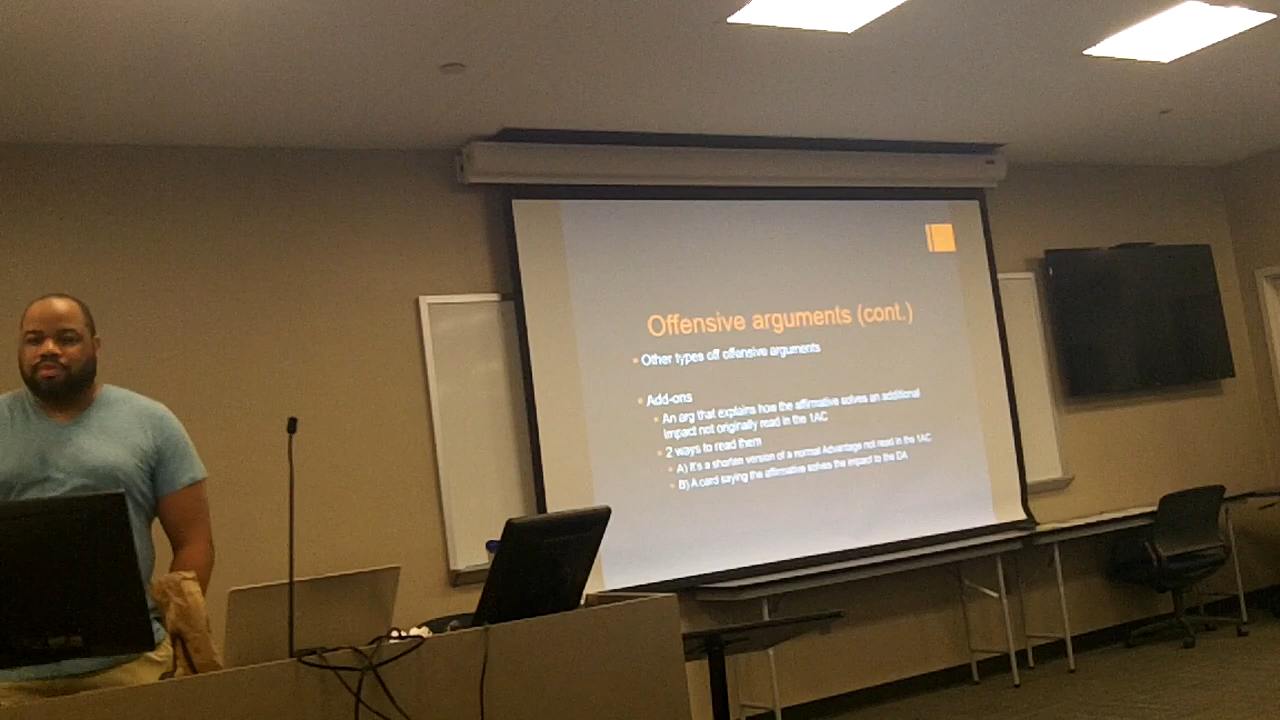 Offensive arguments (cont.)
Other types off offensive arguments
Add-ons
An arg that explains how the affirmative solves an additional
impact not originally read in the 1AC
2 ways to read them
A) It's a shorten version of a normal Advantage not read in the 1AC
B) A card saying the affirmative solves the impact to the DA